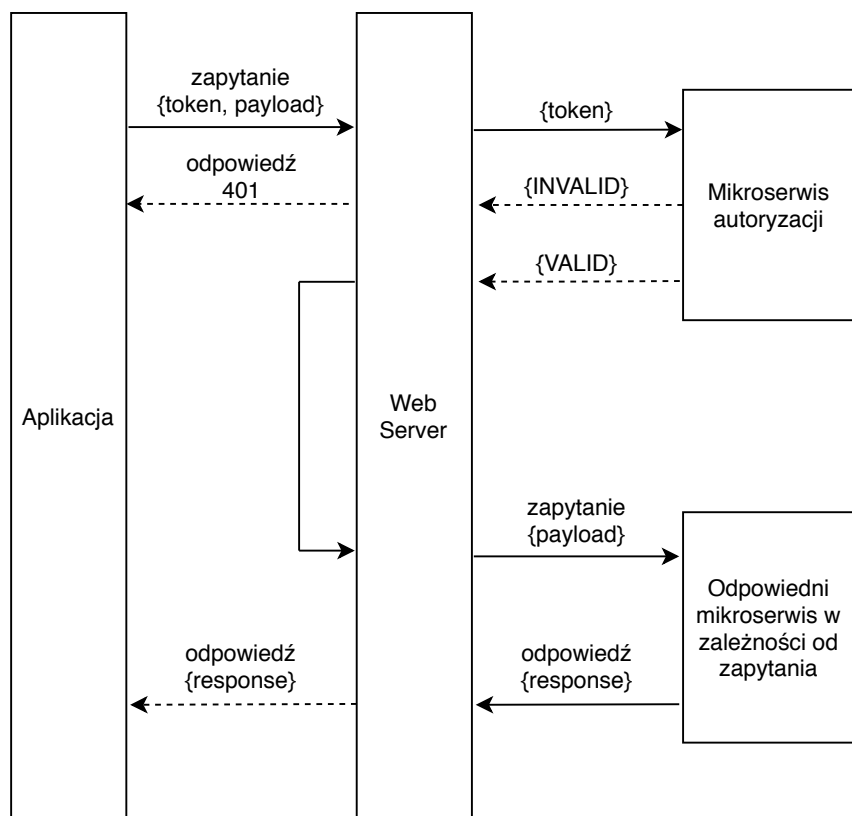 zapytanie
{token, payload}
{token}
odpowiedź
401
{INVALID}
Mikroserwis
autoryzacji
{VALID}
Aplikacja
Web
Server
zapytanie
{payload}
Odpowiedni
mikroserwis w
zależności od
zapytania
odpowiedź
{response}
odpowiedź
{response}